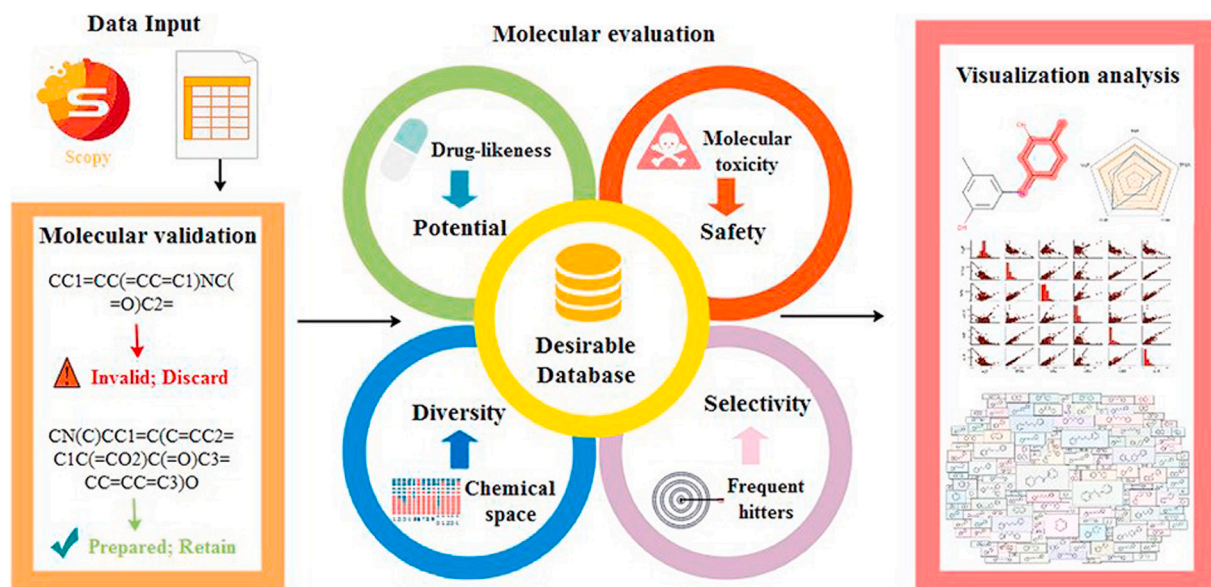 Data Input
S
Scopy
Molecular validation
CC1=CC(=CC=C1)NC(
=O)C2=
Invalid; Discard
CN(C)CC1=C(C=CC2=
C1C(=CO2)C(=O)C3=
CC=CC=C3)O
Prepared; Retain
Molecular evaluation
Drug-likeness
Potential
Molecular
toxicity
Safety
Desirable
Database
Diversity
Chemical
space
Selectivity
Frequent
hitters
Visualization analysis